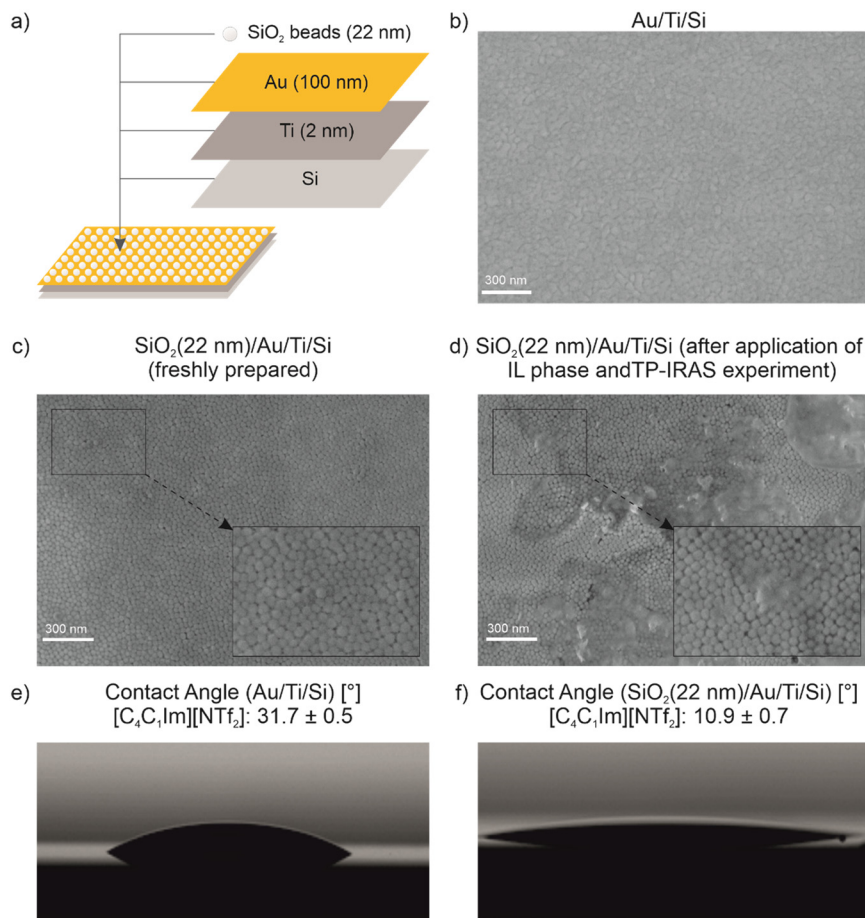 a)
SiO₂ beads (22 nm)
Au (100 nm)
Ti (2 nm)
Si
b)
Au/Ti/Si
300 nm
c)
SiO₂(22 nm)/Au/Ti/Si
(freshly prepared)
300 nm
d)
SiO₂(22 nm)/Au/Ti/Si (after application of
IL phase andTP-IRAS experiment)
300 nm
e)
Contact Angle (Au/Ti/Si) [°]
[C₄C₁Im][NTf₂]: 31.7 ± 0.5
f)
Contact Angle (SiO₂(22 nm)/Au/Ti/Si) [°]
[C₄C₁Im][NTf₂]: 10.9 ± 0.7